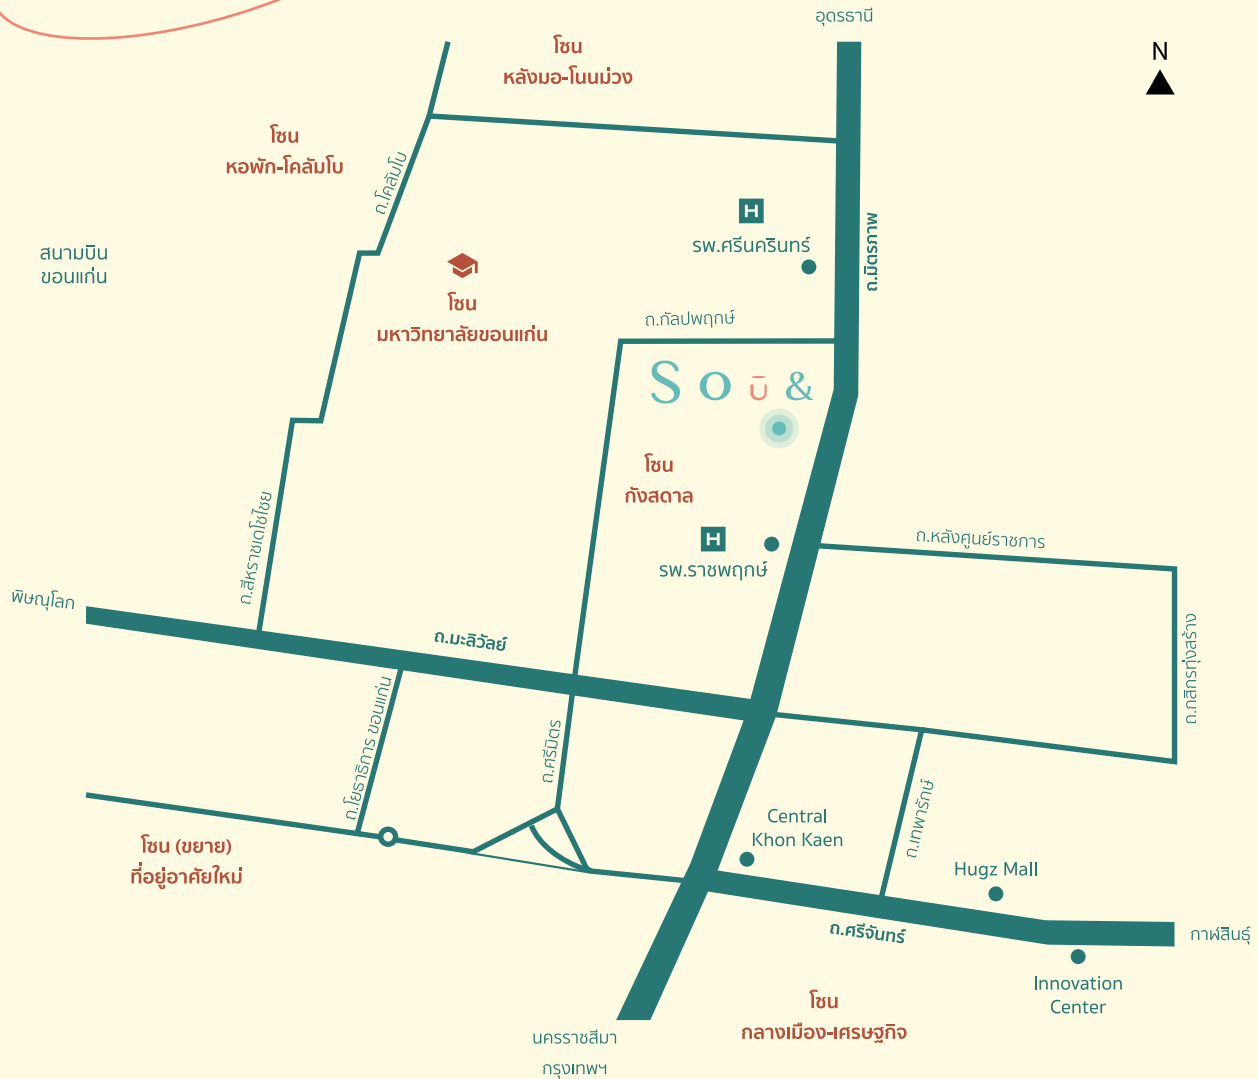 อุดรธานี
N
โซน
หลังมอ-โนนม่วง
โซน
หอพัก-โคลัมโบ
ถ.โคลัมโบ
สนามบิน
ขอนแก่น
H
รพ.ศรีนครินทร์
ถ.มิตรภาพ
โซน
มหาวิทยาลัยขอนแก่น
ถ.กัลปพฤกษ์
So ū &
โซน
กังสดาล
H
รพ.ราชพฤกษ์
ถ.หลังศูนย์ราชการ
ถ.สีหราชเดโชไชย
พิษณุโลก
ถ.มะลิวัลย์
ถ.กสิกรทุ่งสร้าง
ถ.โยธาธิการ ขอนแก่น
ถ.ศรีมิตร
Central
Khon Kaen
ถ.เทพารักษ์
Hugz Mall
โซน (ขยาย)
ที่อยู่อาศัยใหม่
ถ.ศรีจันทร์
กาฬสินธุ์
Innovation
Center
โซน
กลางเมือง-เศรษฐกิจ
นครราชสีมา
กรุงเทพฯ